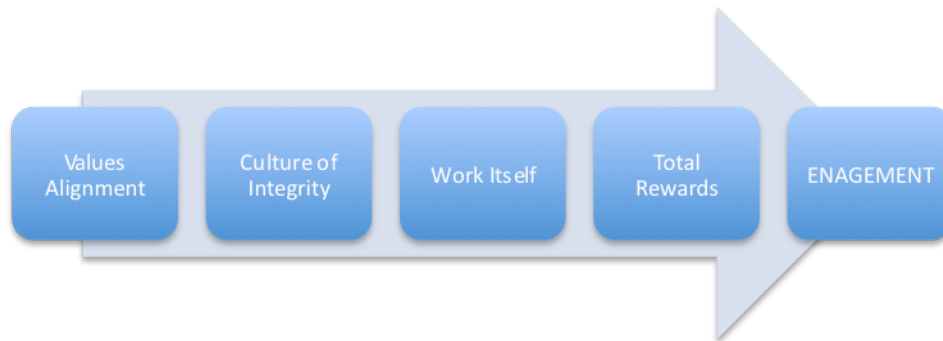 Values
Alignment
Culture of
Integrity
Work Itself
Total
Rewards
ENAGEMENT